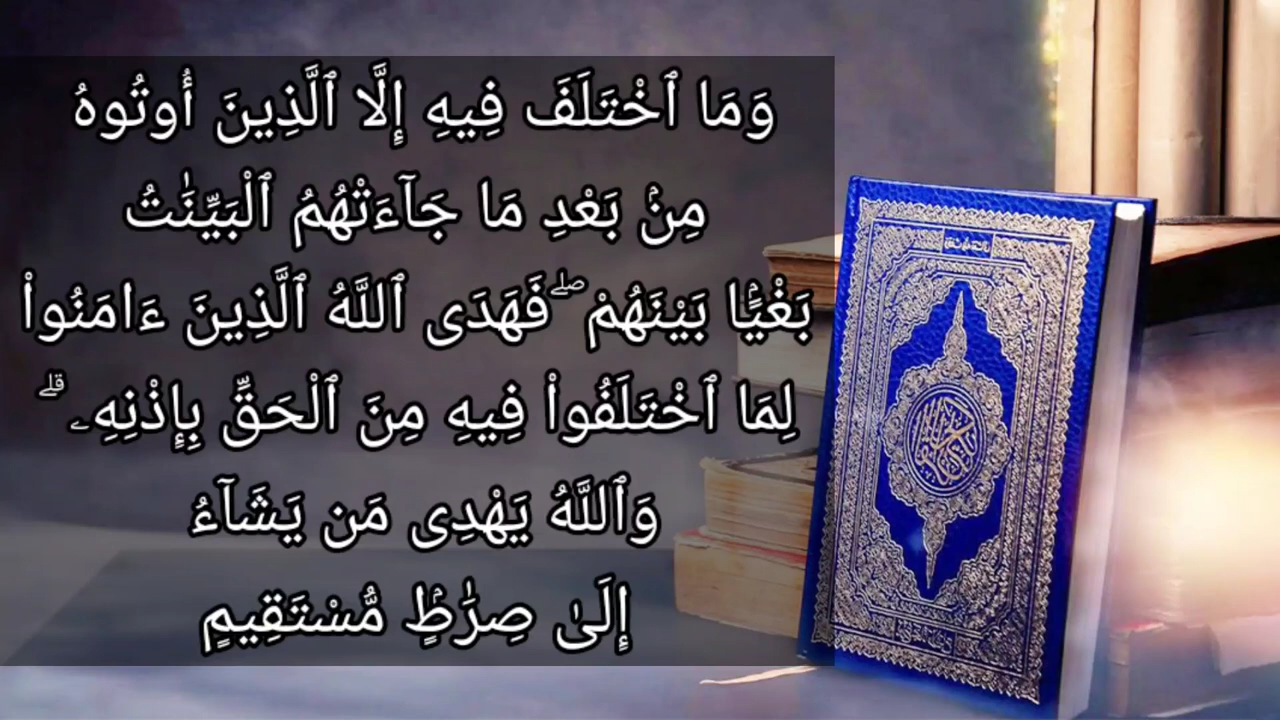 وَمَا ٱخْتَلَفَ فِيهِ إِلَّا ٱلَّذِينَ أُوتُوهُ
مِنۢ بَعْدِ مَا جَآءَتْهُمُ ٱلْبَيِّنَٰتُ
بَغْيًۢا بَيْنَهُمْ ۖ فَهَدَى ٱللَّهُ ٱلَّذِينَ ءَامَنُوا۟
لِمَا ٱخْتَلَفُوا۟ فِيهِ مِنَ ٱلْحَقِّ بِإِذْنِهِۦ ۗ
وَٱللَّهُ يَهْدِى مَن يَشَآءُ
إِلَىٰ صِرَٰطٍۢ مُّسْتَقِيمٍ